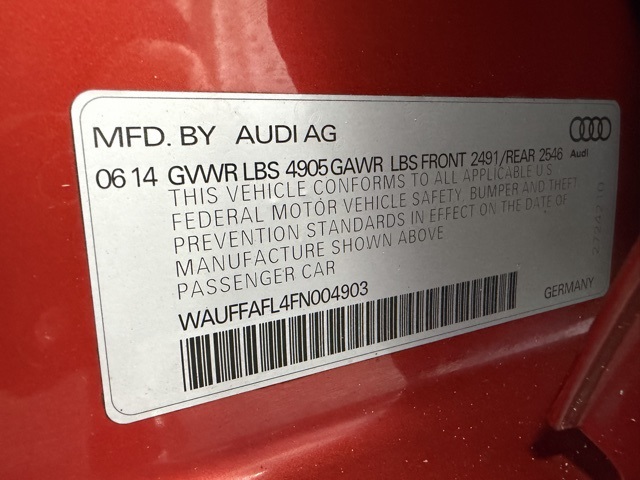 MFD. BY AUDI AG
Audi
06 14 GVWR LBS 4905 GAWR LBS FRONT 2491/REAR 2546
THIS VEHICLE CONFORMS TO ALL APPLICABLE U.S
FEDERAL MOTOR VEHICLE SAFETY, BUMPER AND THEFT
PREVENTION STANDARDS IN EFFECT ON THE DATE OF
MANUFACTURE SHOWN ABOVE
PASSENGER CAR
WAUFFAFL4FN004903
GERMANY